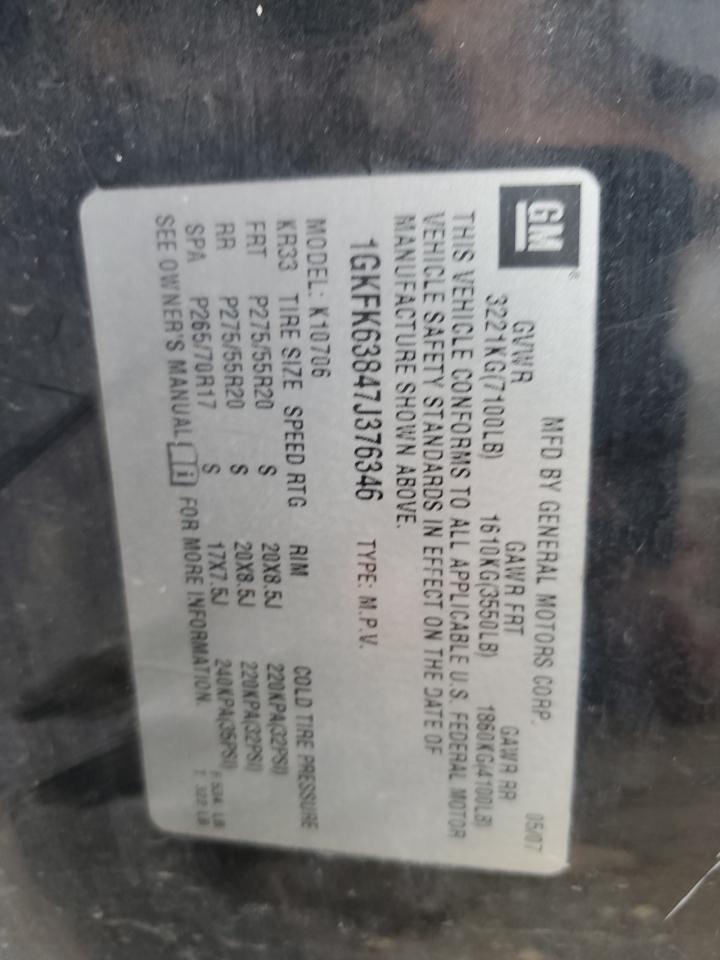 GM
MFD BY GENERAL MOTORS CORP. 05/07
GVWR GAWR FRT GAWR RR
3221KG(7100LB) 1610KG(3550LB) 1860KG(4100LB)
THIS VEHICLE CONFORMS TO ALL APPLICABLE U.S. FEDERAL MOTOR
VEHICLE SAFETY STANDARDS IN EFFECT ON THE DATE OF
MANUFACTURE SHOWN ABOVE.
1GKFK63847J376346 TYPE: M.P.V.
MODEL: K10706
KR33 TIRE SIZE SPEED RTG RIM COLD TIRE PRESSURE
FRT P275/55R20 S 20X8.5J 220KPA(32PSI)
RR P275/55R20 S 20X8.5J 220KPA(32PSI)
SPA P265/70R17 S 17X7.5J 240KPA(35PSI)
SEE OWNER'S MANUAL FOR MORE INFORMATION.
T 322 LB